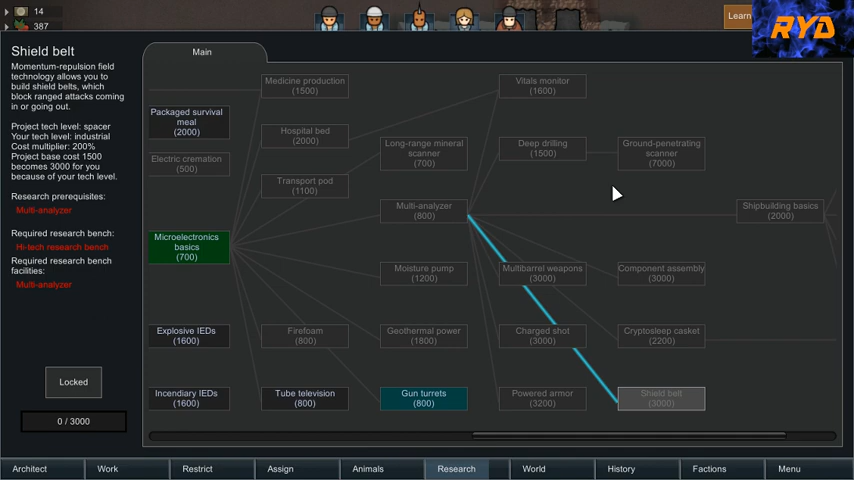 14
387
Learn
RYD
Shield belt
Momentum-repulsion field
technology allows you to
build shield belts, which
block ranged attacks coming
in or going out.
Project tech level: spacer
Your tech level: industrial
Cost multiplier: 200%
Project base cost 1500
becomes 3000 for you
because of your tech level.
Research prerequisites:
Multi-analyzer
Required research bench:
Hi-tech research bench
Required research bench
facilities:
Multi-analyzer
Locked
0 / 3000
Main
Medicine production
(1500)
Vitals monitor
(1600)
Packaged survival
meal
(2000)
Hospital bed
(2000)
Long-range mineral
scanner
(700)
Deep drilling
(1500)
Ground-penetrating
scanner
(7000)
Electric cremation
(500)
Transport pod
(1100)
Multi-analyzer
(800)
Shipbuilding basics
(2000)
Microelectronics
basics
(700)
Moisture pump
(1200)
Multibarrel weapons
(3000)
Component assembly
(3000)
Explosive IEDs
(1600)
Firefoam
(800)
Geothermal power
(1800)
Charged shot
(3000)
Cryptosleep casket
(2200)
Incendiary IEDs
(1600)
Tube television
(800)
Gun turrets
(800)
Powered armor
(3200)
Shield belt
(3000)
Architect
Work
Restrict
Assign
Animals
Research
World
History
Factions
Menu